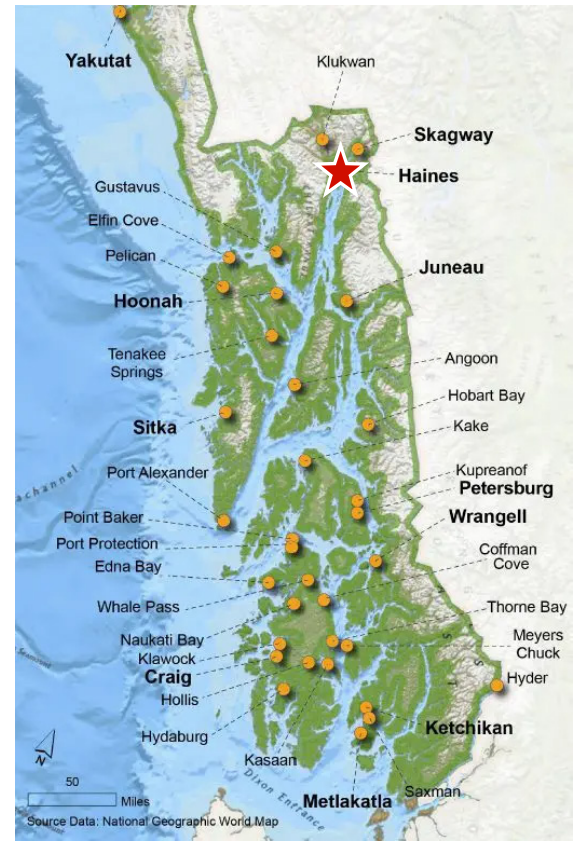 Yakutat
Klukwan
Skagway
Haines
Gustavus
Elfin Cove
Pelican
Juneau
Hoonah
Tenakee
Springs
Angoon
Hobart Bay
Sitka
Kake
Port Alexander
Kupreanof
Petersburg
Point Baker
Wrangell
Port Protection
Coffman
Cove
Edna Bay
Whale Pass
Thorne Bay
Naukati Bay
Meyers
Chuck
Klawock
Craig
Hyder
Hollis
Ketchikan
Hydaburg
Kasaan
Saxman
Metlakatla
Dixon Entrance
N
50
Miles
Source Data: National Geographic World Map